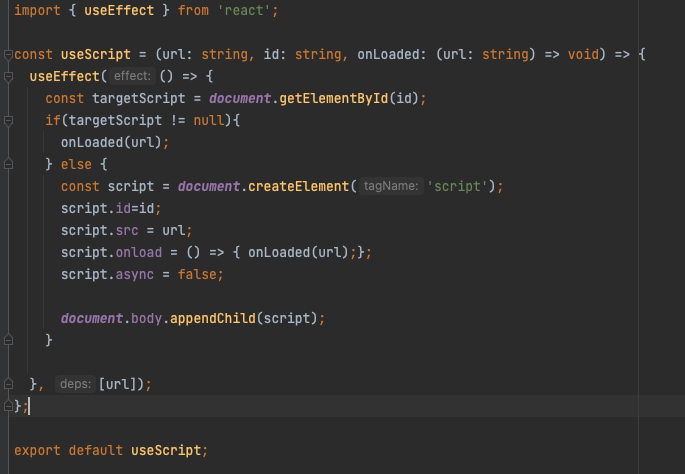 import { useEffect } from 'react';
const useScript = (url: string, id: string, onLoaded: (url: string) => void) => {
useEffect( effect: () => {
const targetScript = document.getElementById(id);
if(targetScript != null){
onLoaded(url);
} else {
const script = document.createElement( tagName: 'script');
script.id=id;
script.src = url;
script.onload = () => { onLoaded(url);};
script.async = false;
document.body.appendChild(script);
}
}, deps: [url]);
};
export default useScript;